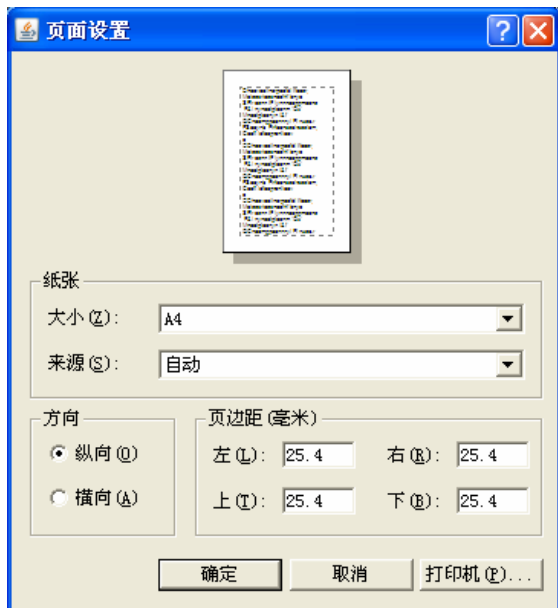 页面设置
纸张
大小(Z): A4
来源(S): 自动
方向
纵向(O)
横向(A)
页边距(毫米)
左(L): 25.4 右(R): 25.4
上(T): 25.4 下(B): 25.4
确定 取消 打印机(P)...